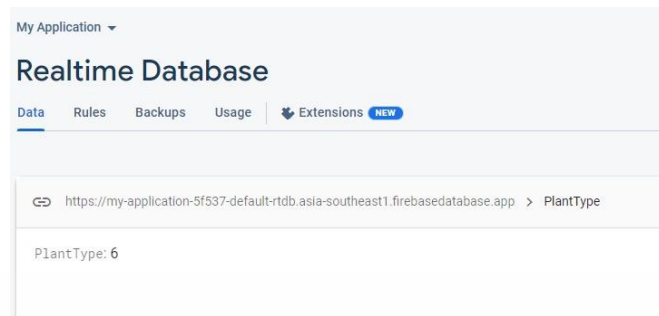 My Application
Realtime Database
Data Rules Backups Usage Extensions NEW
https://my-application-5f537-default-rtdb.asia-southeast1.firebasedatabase.app > PlantType
PlantType: 6